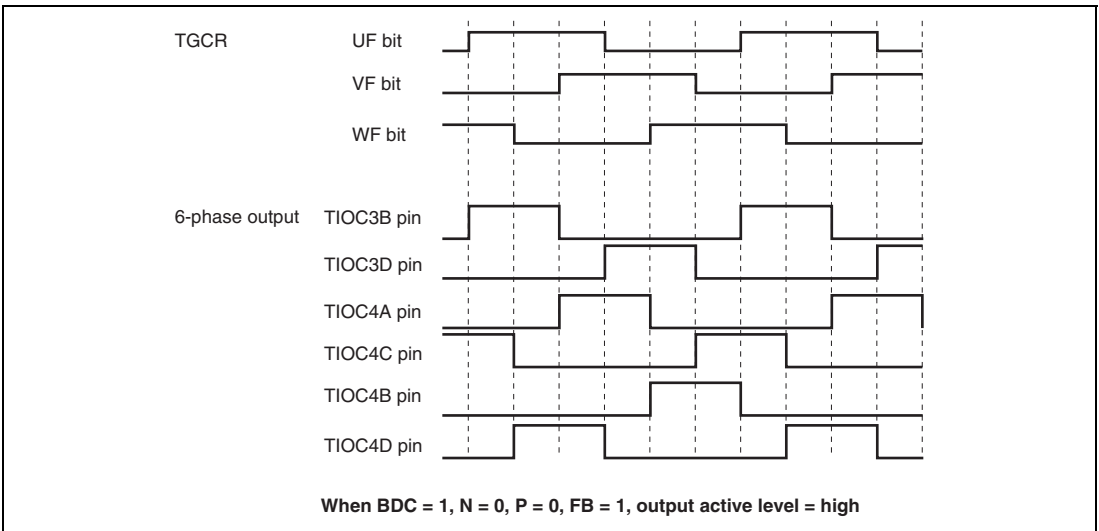 TGCR UF bit
VF bit
WF bit
6-phase output TIOC3B pin
TIOC3D pin
TIOC4A pin
TIOC4C pin
TIOC4B pin
TIOC4D pin
When BDC = 1, N = 0, P = 0, FB = 1, output active level = high